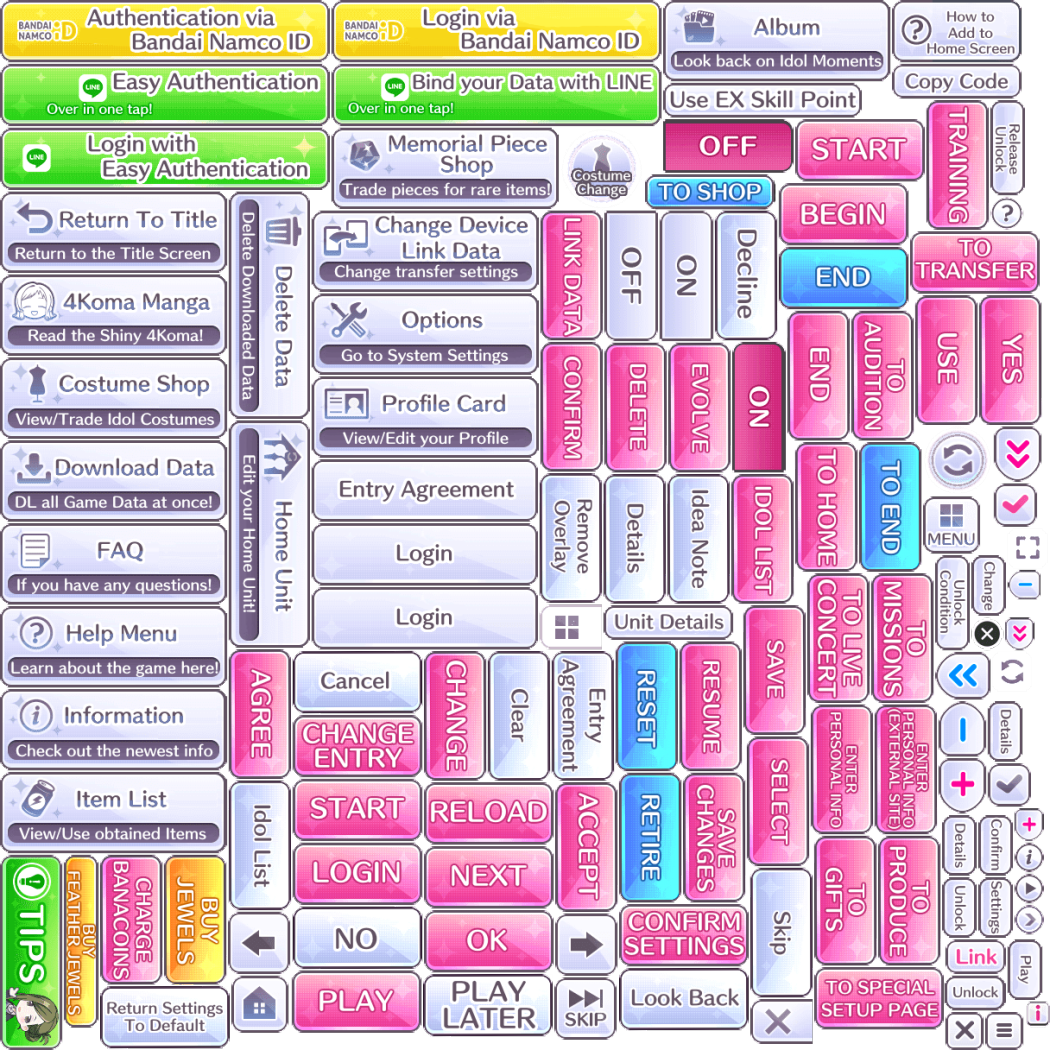 BANDAI
NAMCO iD
Authentication via
Bandai Namco ID
BANDAI
NAMCO iD
Login via
Bandai Namco ID
Album
Look back on Idol Moments
?
How to
Add to
Home Screen
LINE
Easy Authentication
Over in one tap!
LINE
Bind your Data with LINE
Over in one tap!
Copy Code
Use EX Skill Point
LINE
Login with
Easy Authentication
Memorial Piece
Shop
Trade pieces for rare items!
Costume
Change
OFF
START
TRAINING
Release
Unlock
?
TO SHOP
BEGIN
Return To Title
Return to the Title Screen
Delete Data
Delete Downloaded Data
Change Device
Link Data
Change transfer settings
LINK DATA
OFF
ON
Decline
END
TO
TRANSFER
4Koma Manga
Read the Shiny 4Koma!
Options
Go to System Settings
END
TO
AUDITION
USE
YES
Costume Shop
View/Trade Idol Costumes
Profile Card
View/Edit your Profile
CONFIRM
DELETE
EVOLVE
ON
Download Data
DL all Game Data at once!
Home Unit
Edit your Home Unit!
Entry Agreement
TO HOME
TO END
MENU
FAQ
If you have any questions!
Login
Remove
Overlay
Details
Idea Note
IDOL LIST
Unlock
Condition
Change
Help Menu
Learn about the game here!
Login
Unit Details
TO LIVE
CONCERT
TO
MISSIONS
SAVE
Information
Check out the newest info
AGREE
Cancel
CHANGE
ENTRY
CHANGE
Clear
Entry
Agreement
RESET
RESUME
ENTER
PERSONAL INFO
ENTER
PERSONAL INFO
(EXTERNAL SITE)
Details
Item List
View/Use obtained Items
Idol List
START
RELOAD
ACCEPT
RETIRE
SAVE
CHANGES
SELECT
TO
GIFTS
TO
PRODUCE
Details
Confirm
TIPS
BUY
FEATHER JEWELS
CHARGE
BANACOINS
BUY
JEWELS
LOGIN
NEXT
Skip
Unlock
Settings
NO
OK
CONFIRM
SETTINGS
Link
Play
Return Settings
To Default
PLAY
PLAY
LATER
SKIP
Look Back
TO SPECIAL
SETUP PAGE
Unlock